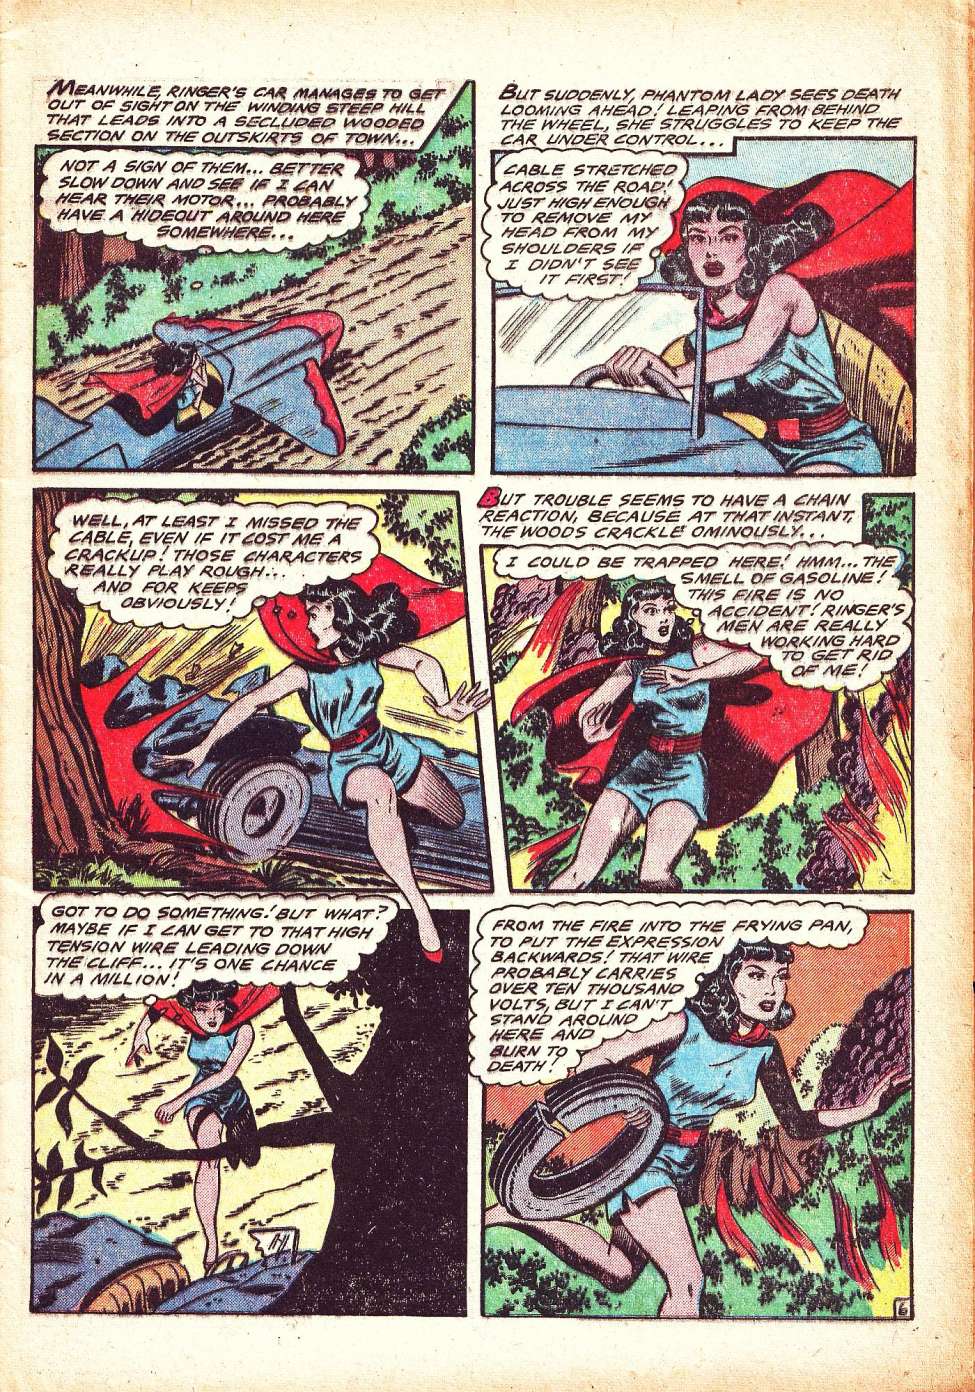 MEANWHILE, RINGER'S CAR MANAGES TO GET
OUT OF SIGHT ON THE WINDING STEEP HILL
THAT LEADS INTO A SECLUDED WOODED
SECTION ON THE OUTSKIRTS OF TOWN...
NOT A SIGN OF THEM... BETTER
SLOW DOWN AND SEE IF I CAN
HEAR THEIR MOTOR... PROBABLY
HAVE A HIDEOUT AROUND HERE
SOMEWHERE...
BUT SUDDENLY, PHANTOM LADY SEES DEATH
LOOMING AHEAD! LEAPING FROM BEHIND
THE WHEEL, SHE STRUGGLES TO KEEP THE
CAR UNDER CONTROL...
CABLE STRETCHED
ACROSS THE ROAD!
JUST HIGH ENOUGH
TO REMOVE MY
HEAD FROM MY
SHOULDERS IF
I DIDN'T SEE
IT FIRST!
WELL, AT LEAST I MISSED THE
CABLE, EVEN IF IT COST ME A
CRACKUP! THOSE CHARACTERS
REALLY PLAY ROUGH...
AND FOR KEEPS
OBVIOUSLY!
BUT TROUBLE SEEMS TO HAVE A CHAIN
REACTION, BECAUSE AT THAT INSTANT,
THE WOODS CRACKLE OMINOUSLY...
I COULD BE TRAPPED HERE! HMM... THE
SMELL OF GASOLINE!
THIS FIRE IS NO
ACCIDENT! RINGER'S
MEN ARE REALLY
WORKING HARD
TO GET RID
OF ME!
GOT TO DO SOMETHING! BUT WHAT?
MAYBE IF I CAN GET TO THAT HIGH
TENSION WIRE LEADING DOWN
THE CLIFF... IT'S ONE CHANCE
IN A MILLION!
FROM THE FIRE INTO THE FRYING PAN,
TO PUT THE EXPRESSION
BACKWARDS! THAT WIRE
PROBABLY CARRIES
OVER TEN THOUSAND
VOLTS, BUT I CAN'T
STAND AROUND
HERE AND
BURN TO
DEATH!
6